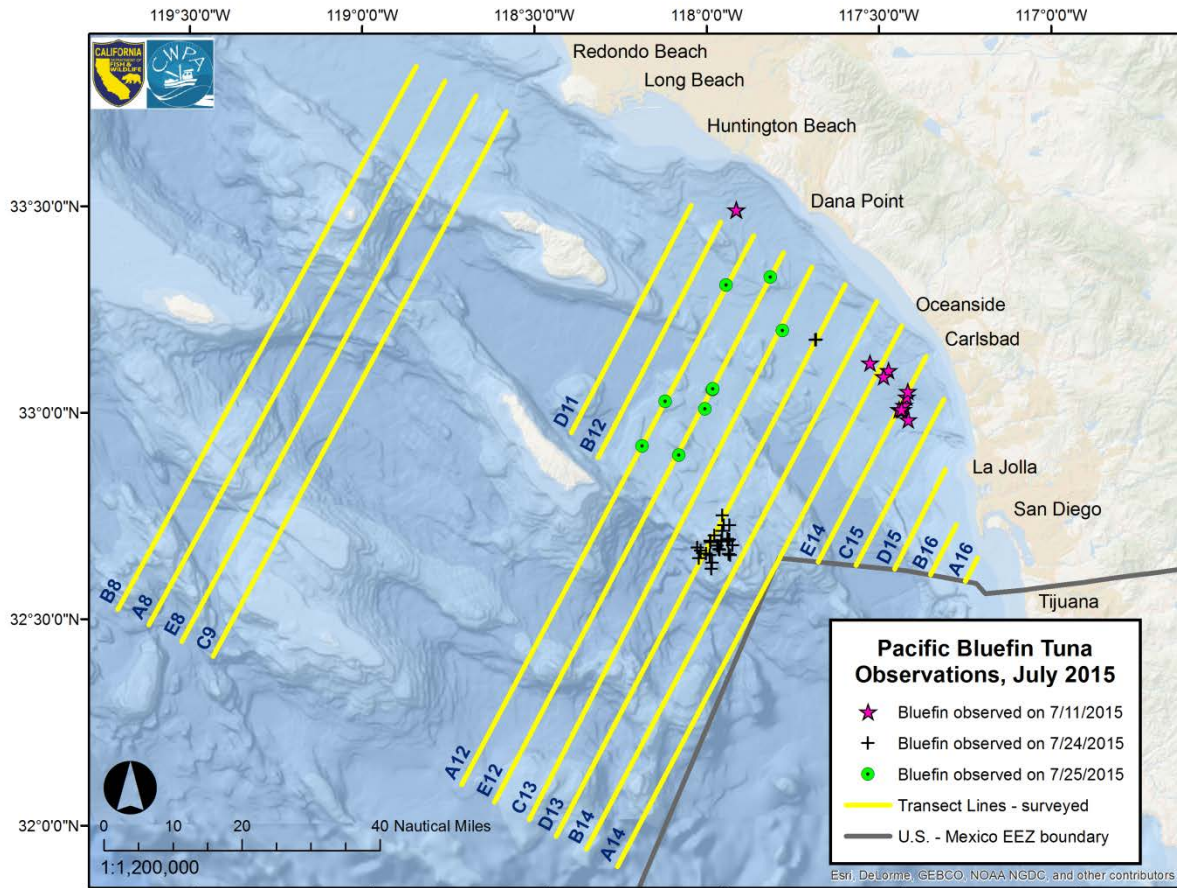 119°30'0"W 119°0'0"W 118°30'0"W 118°0'0"W 117°30'0"W 117°0'0"W
CALIFORNIA
DEPARTMENT OF
FISH &
WILDLIFE
CWPA
Redondo Beach
Long Beach
Huntington Beach
Dana Point
Oceanside
Carlsbad
La Jolla
San Diego
Tijuana
33°30'0"N
33°0'0"N
32°30'0"N
32°0'0"N
D11
B12
B8
A8
E8
C9
E14
C15
D15
B16
A16
A12
E12
C13
D13
B14
A14
0 10 20 40 Nautical Miles
1:1,200,000
Pacific Bluefin Tuna
Observations, July 2015
Bluefin observed on 7/11/2015
Bluefin observed on 7/24/2015
Bluefin observed on 7/25/2015
Transect Lines - surveyed
U.S. - Mexico EEZ boundary
Esri, DeLorme, GEBCO, NOAA NGDC, and other contributors